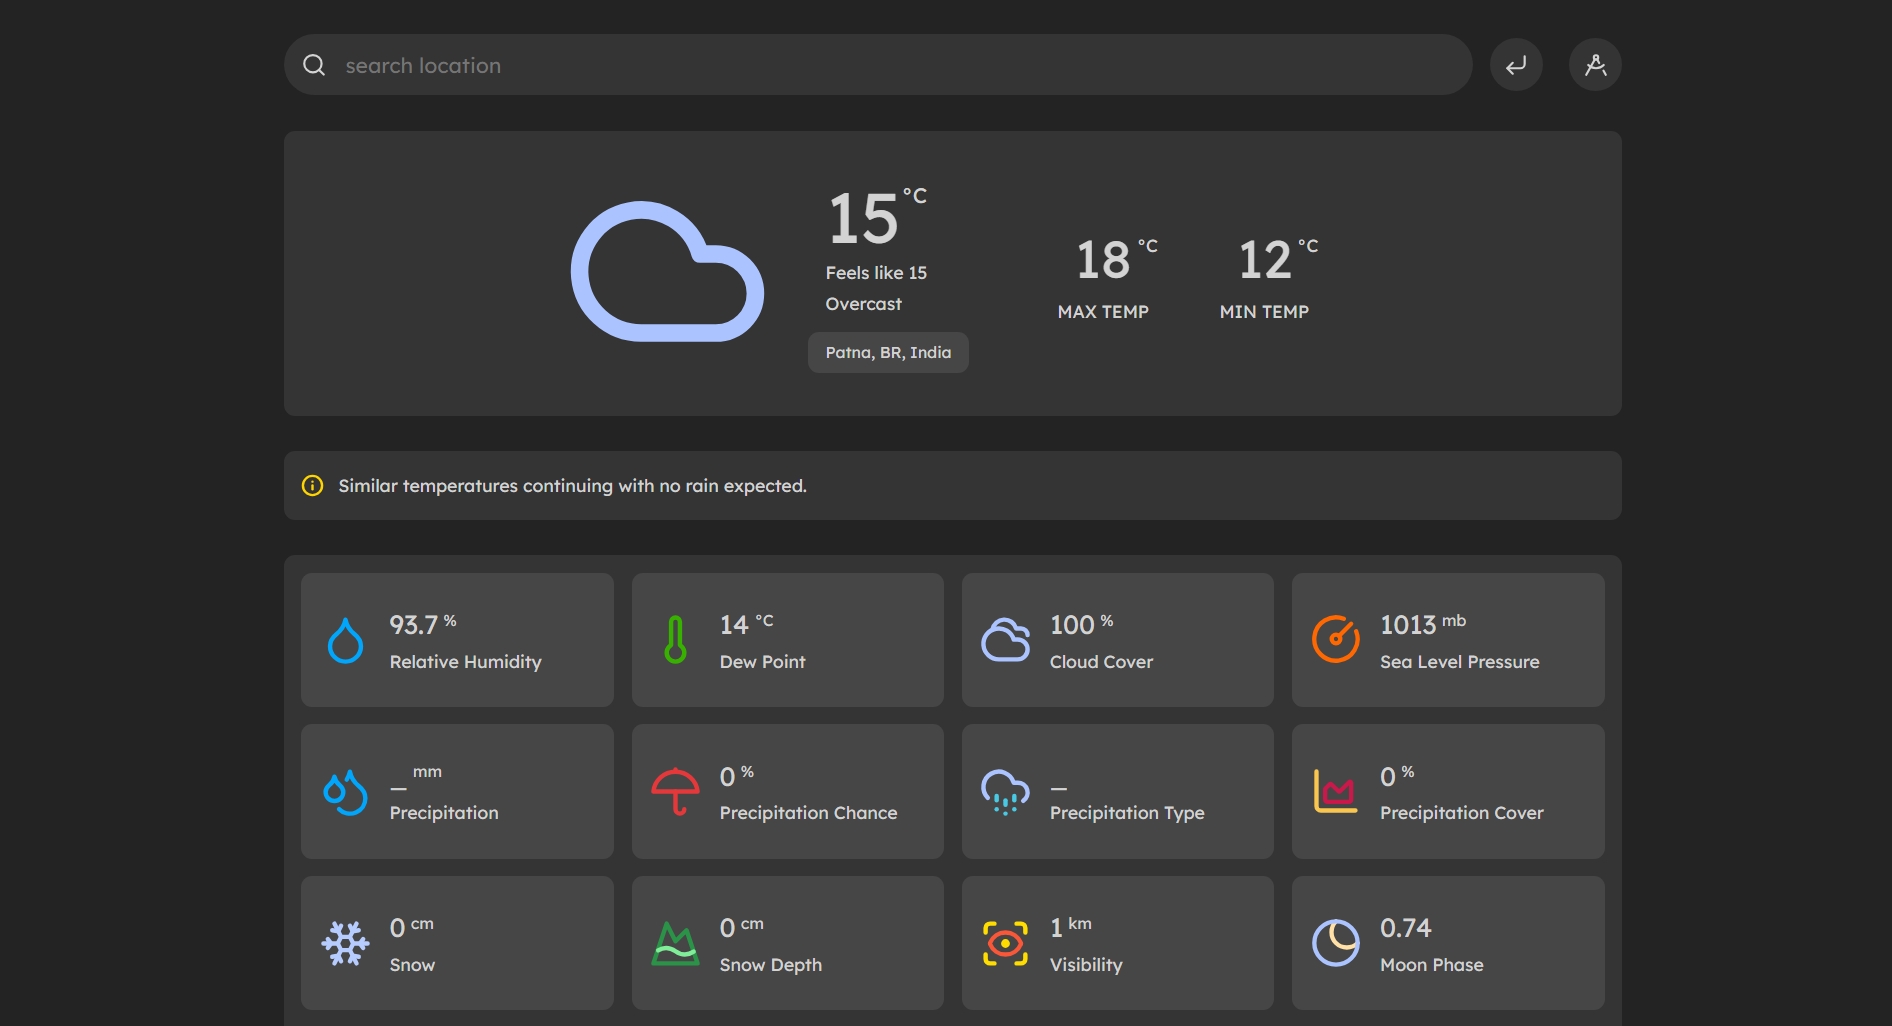 search location
15 °C
Feels like 15
Overcast
Patna, BR, India
18 °C
MAX TEMP
12 °C
MIN TEMP
Similar temperatures continuing with no rain expected.
93.7 %
Relative Humidity
14 °C
Dew Point
100 %
Cloud Cover
1013 mb
Sea Level Pressure
_ mm
Precipitation
0 %
Precipitation Chance
_
Precipitation Type
0 %
Precipitation Cover
0 cm
Snow
0 cm
Snow Depth
1 km
Visibility
0.74
Moon Phase